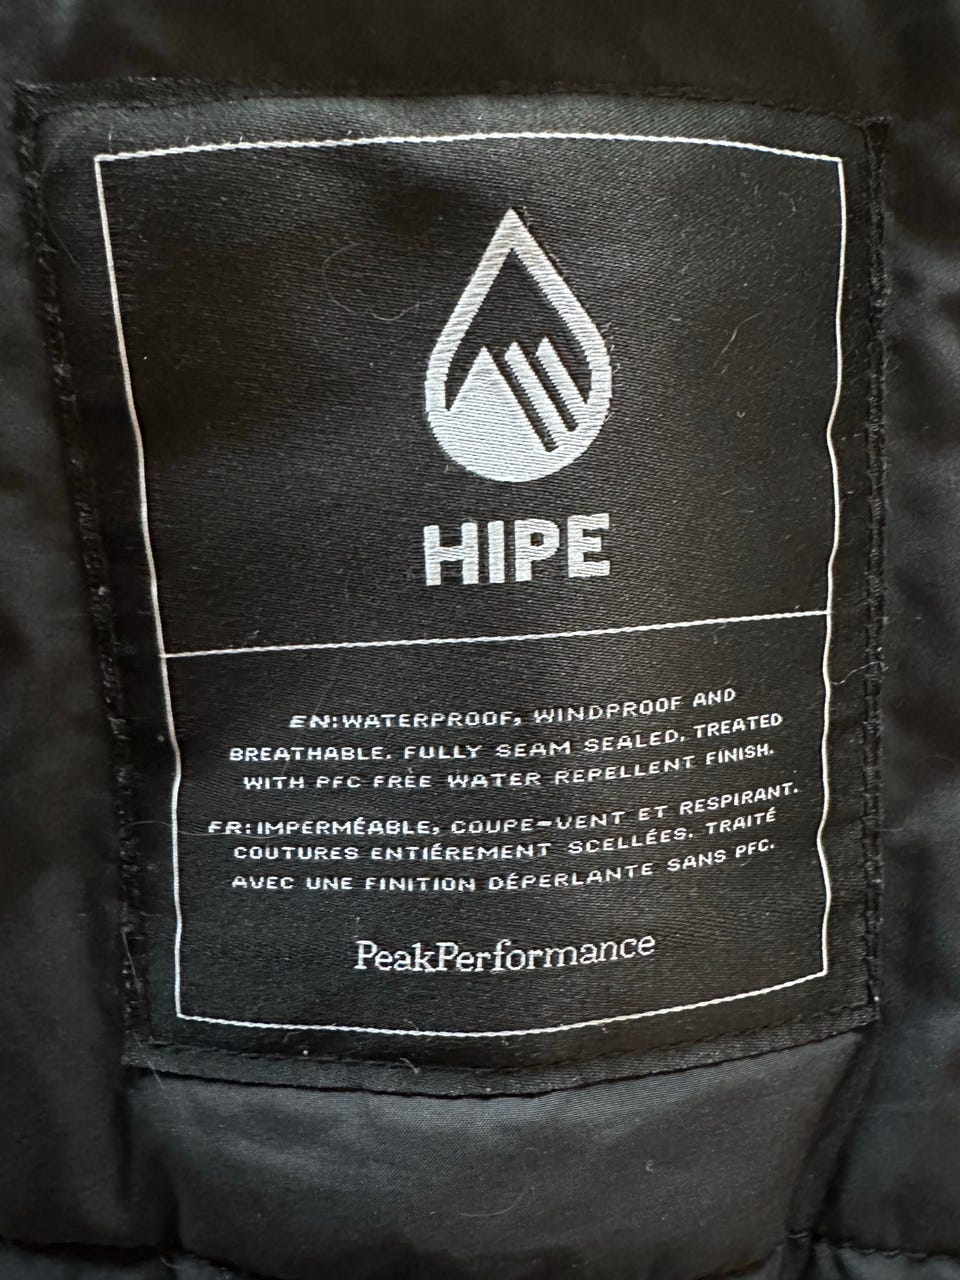 HIPE
EN:WATERPROOF, WINDPROOF AND
BREATHABLE. FULLY SEAM SEALED. TREATED
WITH PFC FREE WATER REPELLENT FINISH.
FR:IMPERMÉABLE, COUPE-VENT ET RESPIRANT.
COUTURES ENTIÉREMENT SCELLÉES. TRAITÉ
AVEC UNE FINITION DÉPERLANTE SANS PFC.
PeakPerformance